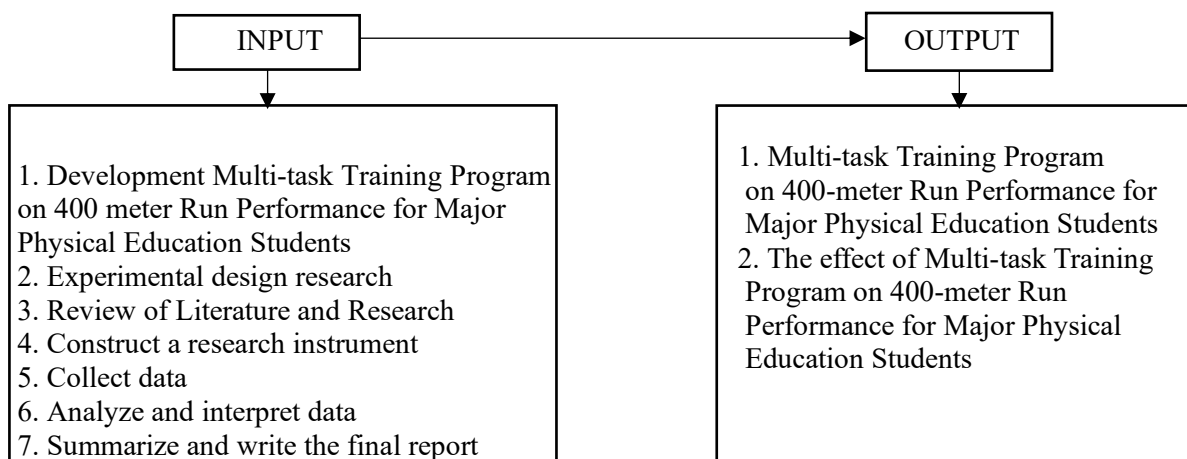 INPUT
OUTPUT
1. Development Multi-task Training Program
on 400 meter Run Performance for Major
Physical Education Students
2. Experimental design research
3. Review of Literature and Research
4. Construct a research instrument
5. Collect data
6. Analyze and interpret data
7. Summarize and write the final report
1. Multi-task Training Program
on 400-meter Run Performance for
Major Physical Education Students
2. The effect of Multi-task Training
Program on 400-meter Run
Performance for Major Physical
Education Students